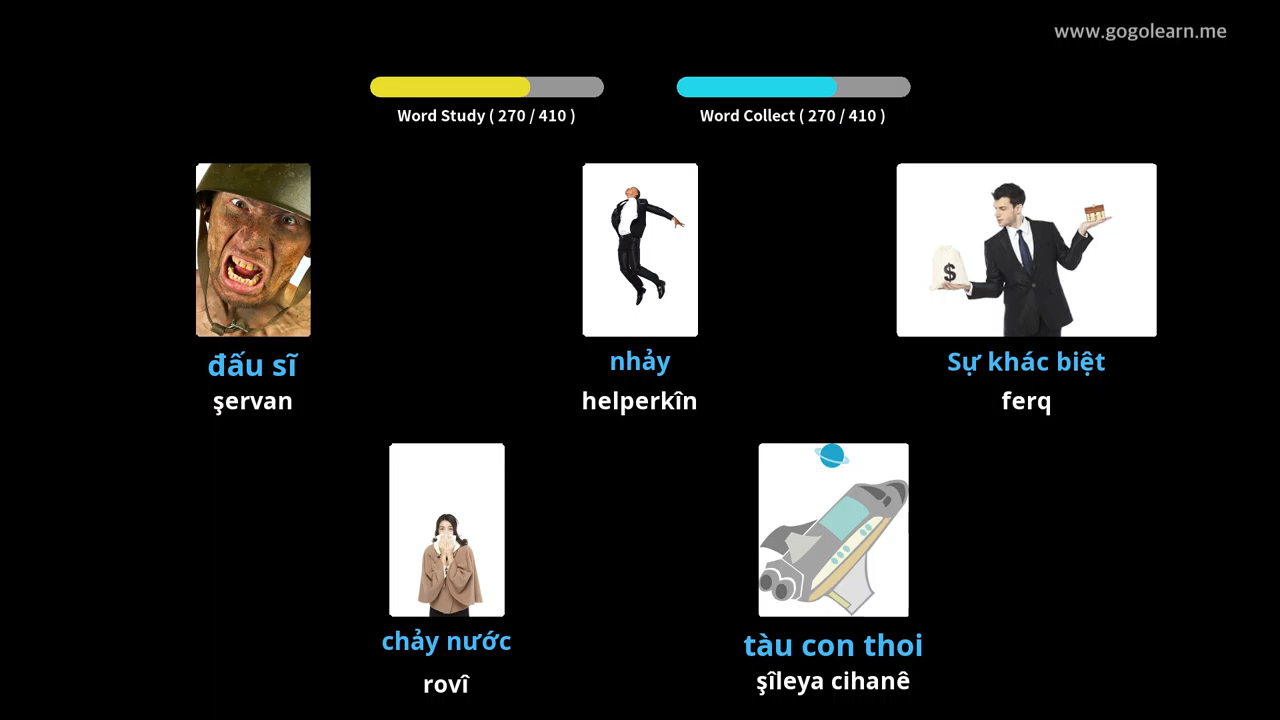 www.gogolearn.me
Word Study ( 270 / 410 )
Word Collect ( 270 / 410 )
đấu sĩ
şervan
nhảy
helperkîn
Sự khác biệt
ferq
$
chảy nước
rovî
tàu con thoi
şîleya cihanê